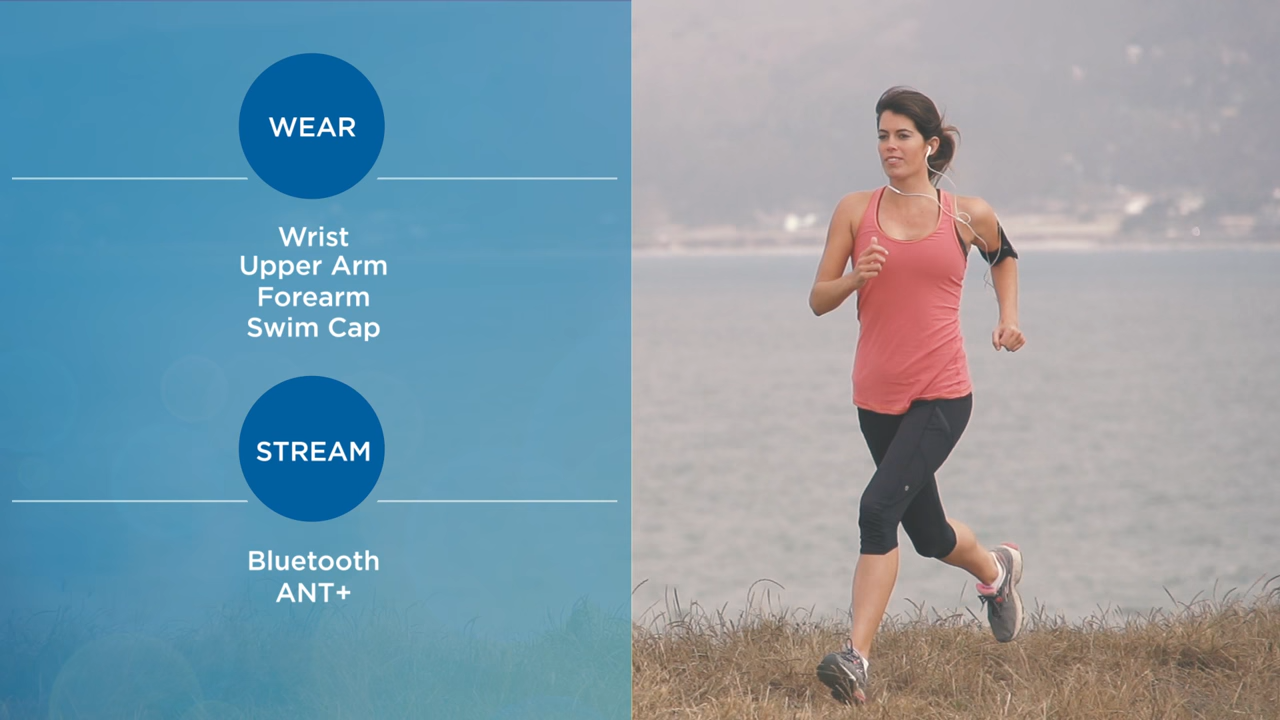 WEAR
Wrist
Upper Arm
Forearm
Swim Cap
STREAM
Bluetooth
ANT+